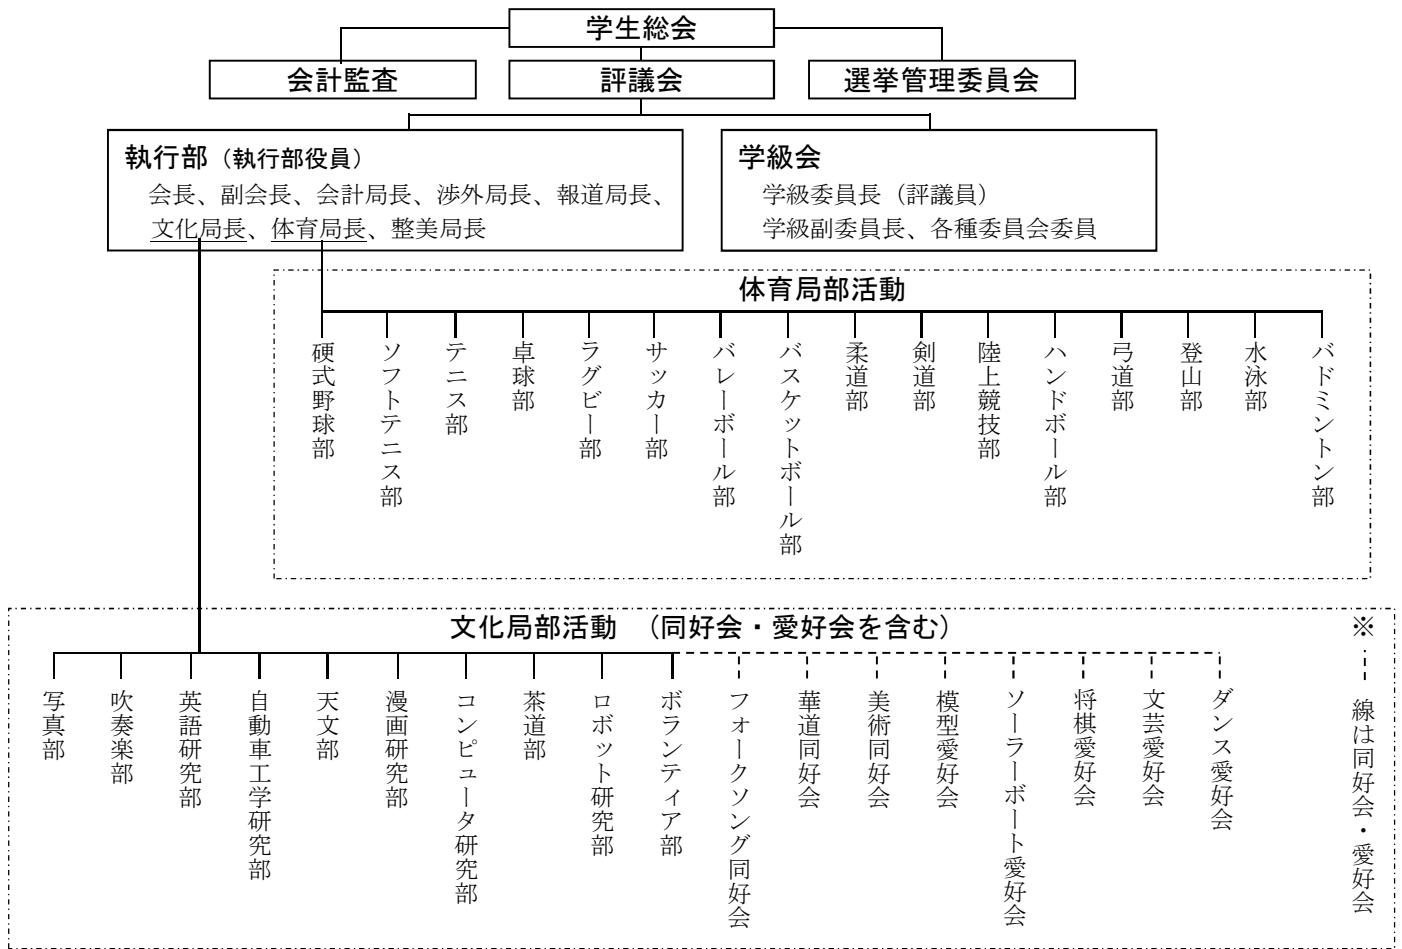 学生総会
会計監査
評議会
選挙管理委員会
執行部（執行部役員）
会長、副会長、会計局長、渉外局長、報道局長、
文化局長、体育局長、整美局長
学級会
学級委員長（評議員）
学級副委員長、各種委員会委員
体育局部活動
硬式野球部
ソフトテニス部
テニス部
卓球部
ラグビー部
サッカー部
バレーボール部
バスケットボール部
柔道部
剣道部
陸上競技部
ハンドボール部
弓道部
登山部
水泳部
バドミントン部
文化局部活動　（同好会・愛好会を含む）
写真部
吹奏楽部
英語研究部
自動車工学研究部
天文部
漫画研究部
コンピュータ研究部
茶道部
ロボット研究部
ボランティア部
フォークソング同好会
華道同好会
美術同好会
模型愛好会
ソーラーボート愛好会
将棋愛好会
文芸愛好会
ダンス愛好会
※ 線は同好会・愛好会